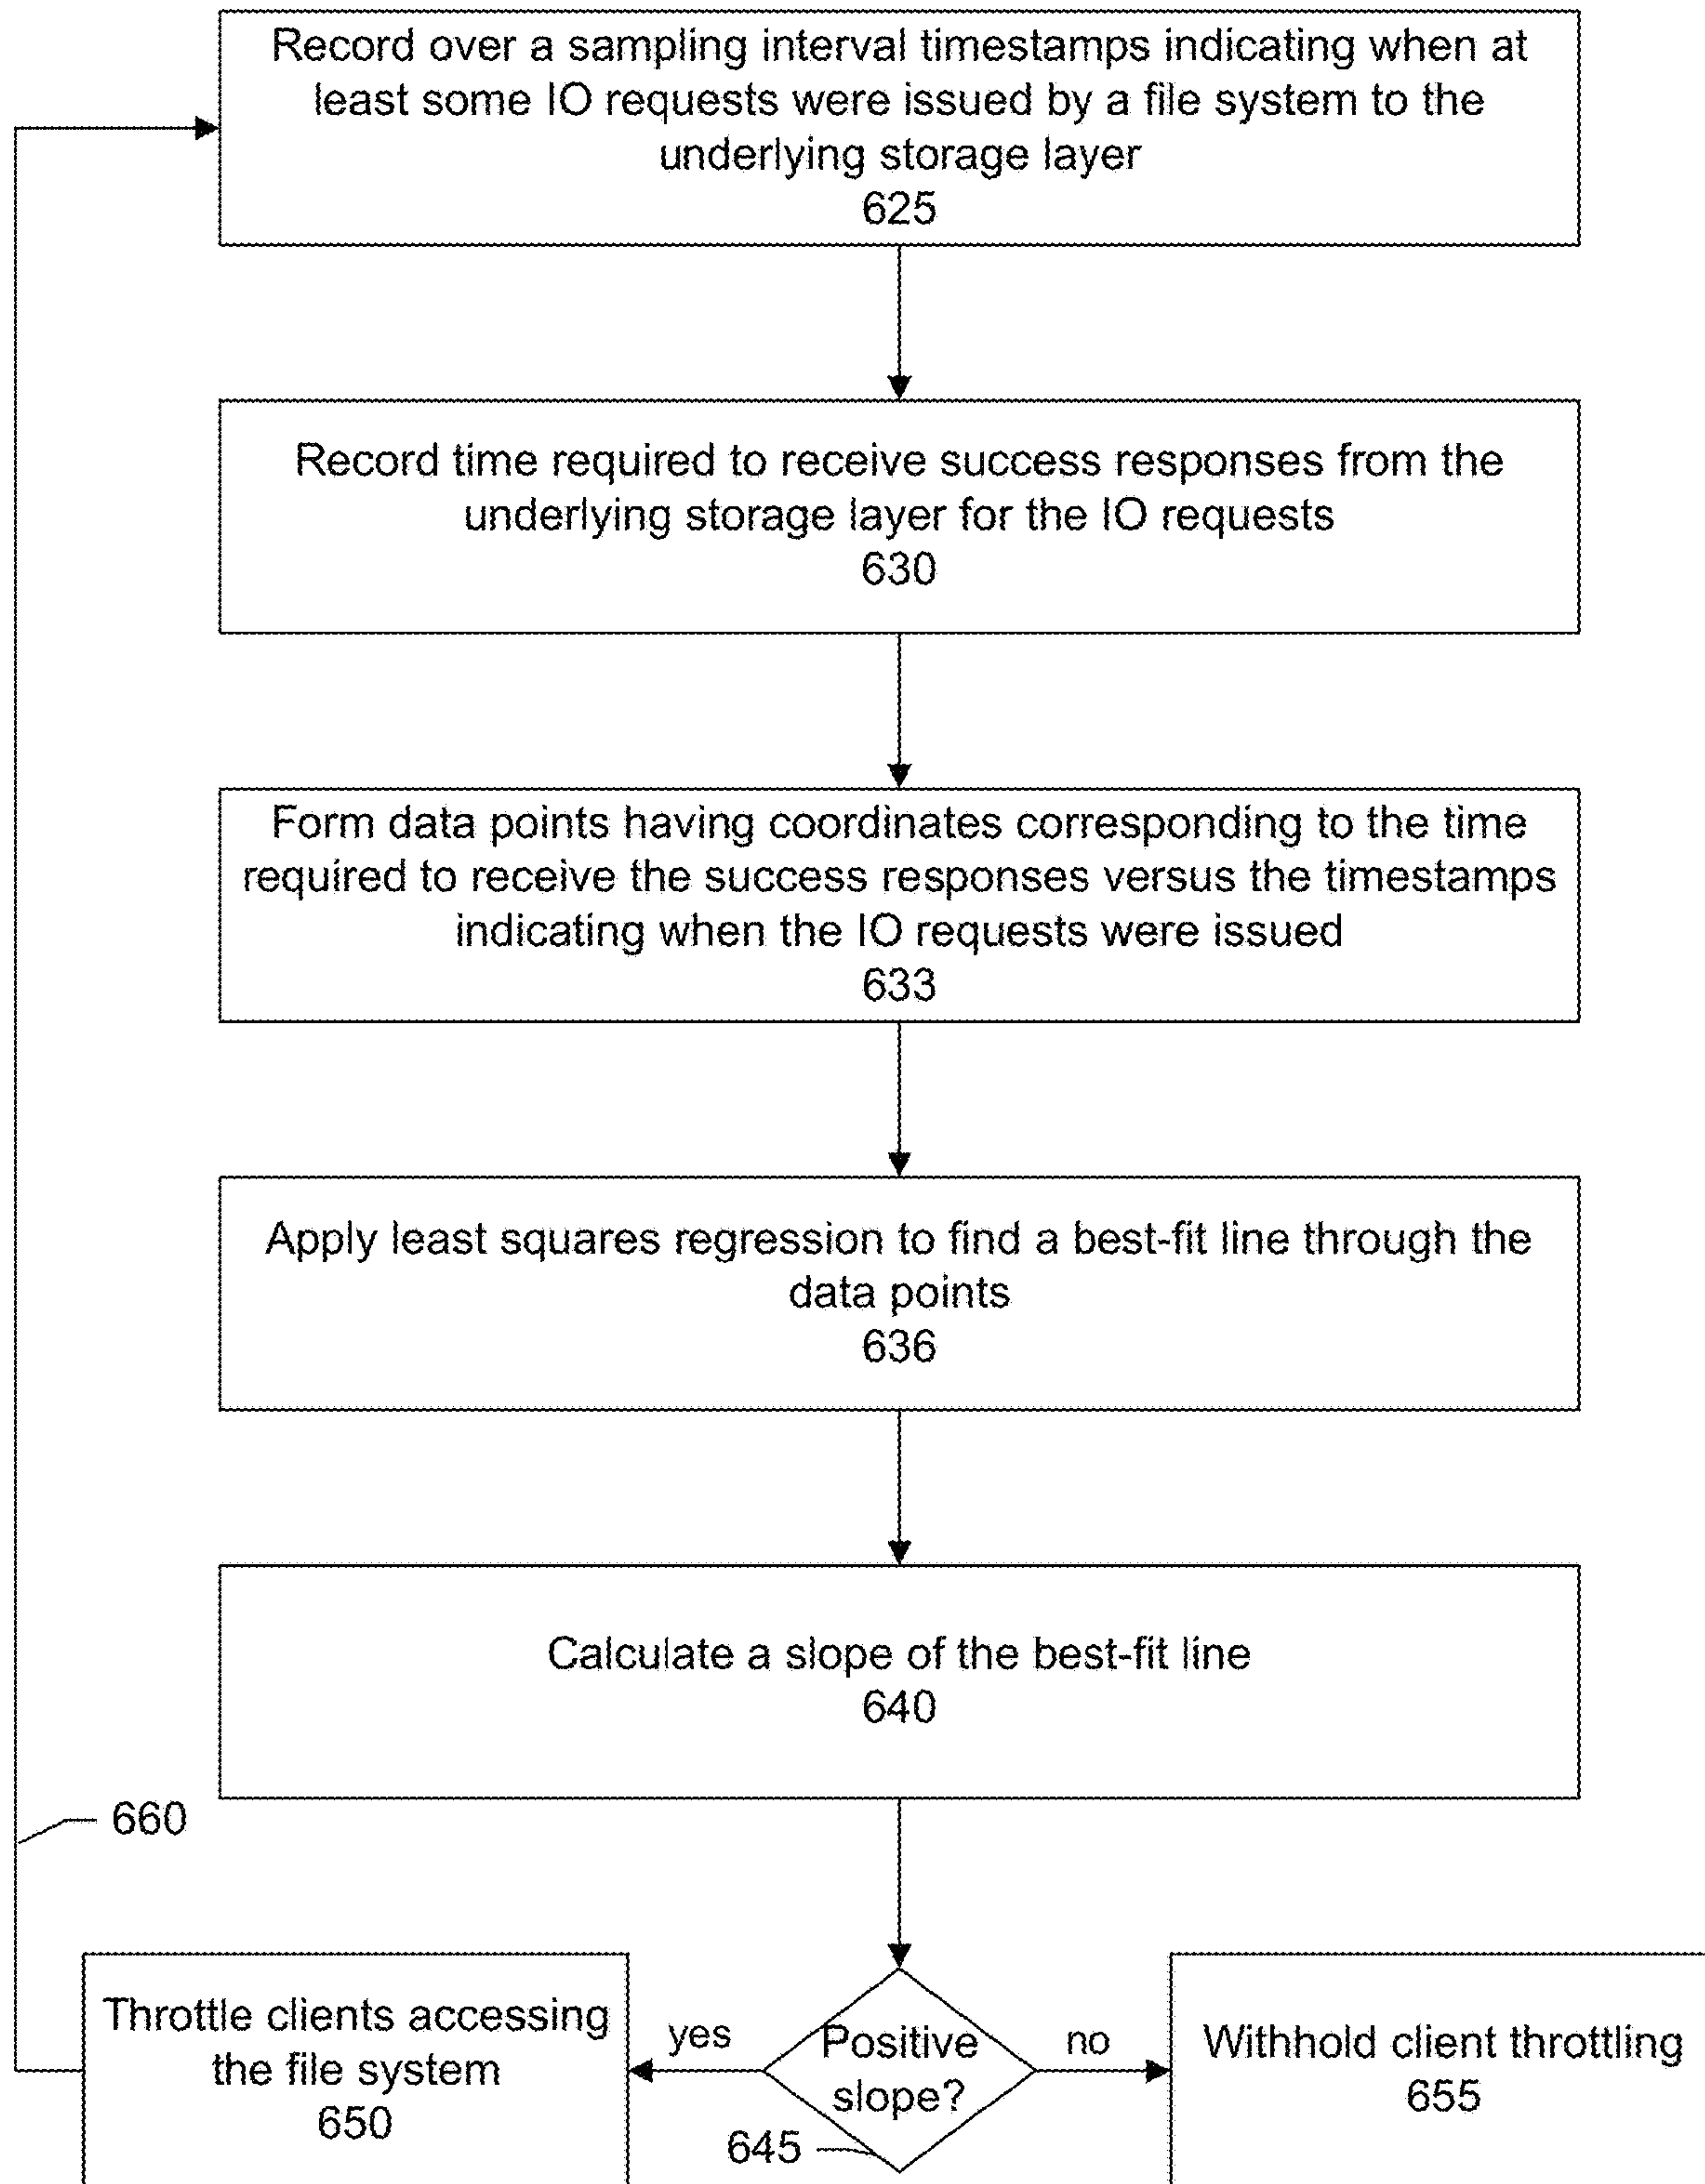 Record over a sampling interval timestamps indicating when at
least some IO requests were issued by a file system to the
underlying storage layer
625
Record time required to receive success responses from the
underlying storage layer for the IO requests
630
Form data points having coordinates corresponding to the time
required to receive the success responses versus the timestamps
indicating when the IO requests were issued
633
Apply least squares regression to find a best-fit line through the
data points
636
Calculate a slope of the best-fit line
640
660
Throttle clients accessing
the file system
650
yes
Positive
slope?
645
no
Withhold client throttling
655